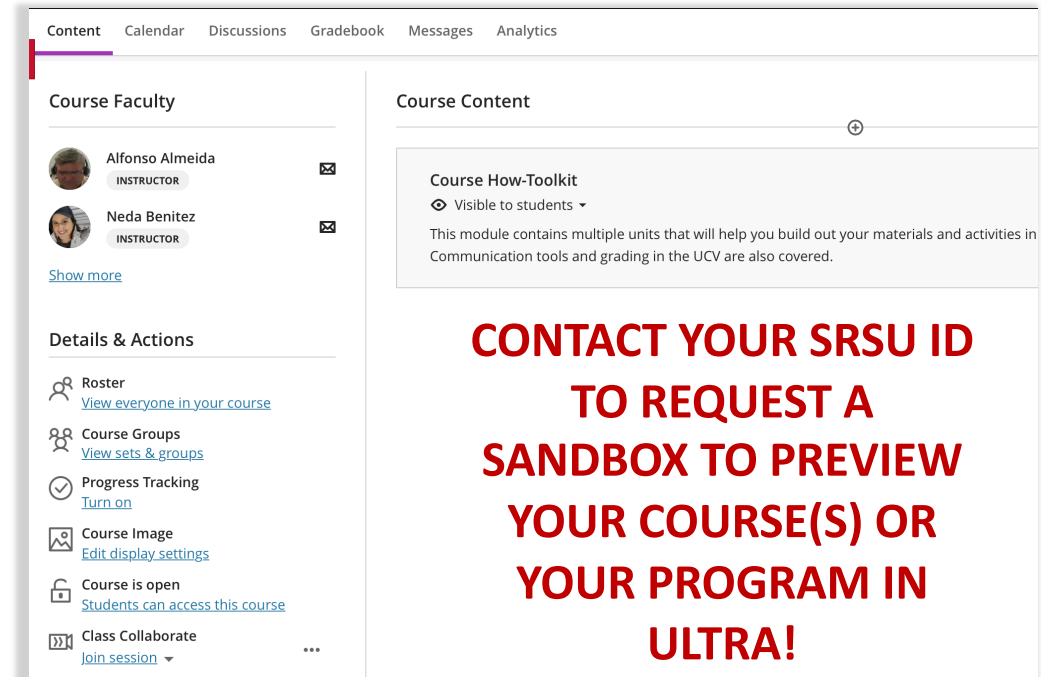 Content Calendar Discussions Gradebook Messages Analytics
Course Faculty
Alfonso Almeida
INSTRUCTOR
Neda Benitez
INSTRUCTOR
Show more
Details & Actions
Roster
View everyone in your course
Course Groups
View sets & groups
Progress Tracking
Turn on
Course Image
Edit display settings
Course is open
Students can access this course
Class Collaborate
Join session
Course Content
Course How-Toolkit
Visible to students
This module contains multiple units that will help you build out your materials and activities in
Communication tools and grading in the UCV are also covered.
CONTACT YOUR SRSU ID
TO REQUEST A
SANDBOX TO PREVIEW
YOUR COURSE(S) OR
YOUR PROGRAM IN
ULTRA!